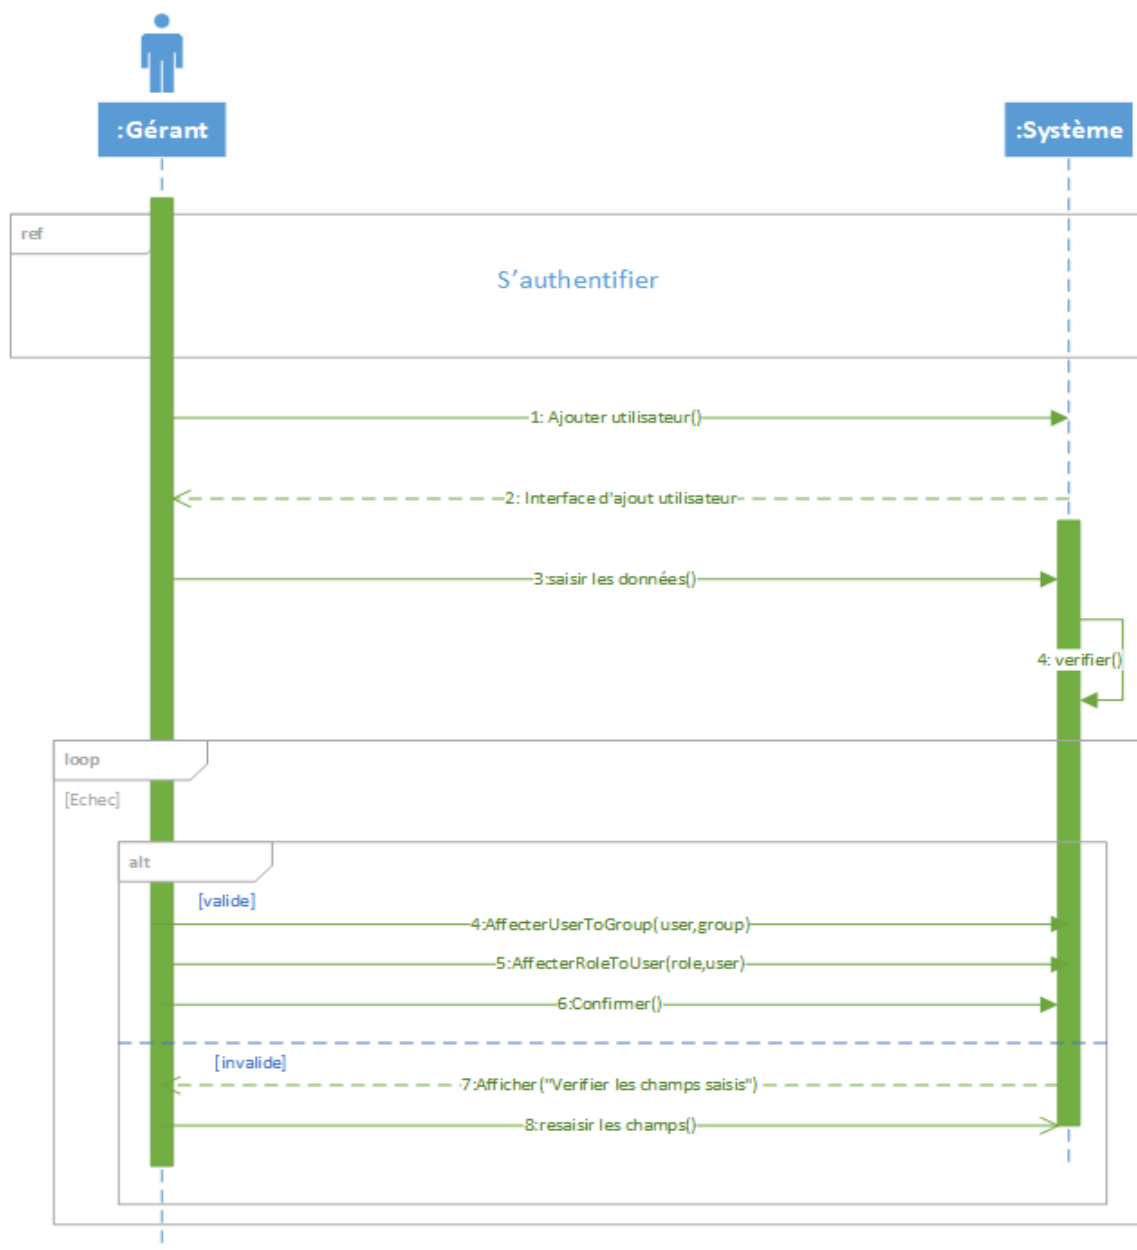 :Gérant
:Système
ref
S'authentifier
1: Ajouter utilisateur()
2: Interface d'ajout utilisateur
3:saisir les données()
4: verifier()
loop
[Echec]
alt
[valide]
4:AffecterUserToGroup( user,group)
5:AffecterRoleToUser(role,user)
6:Confirmer()
[invalide]
7:Afficher("Verifier les champs saisis")
8:resaisir les champs()